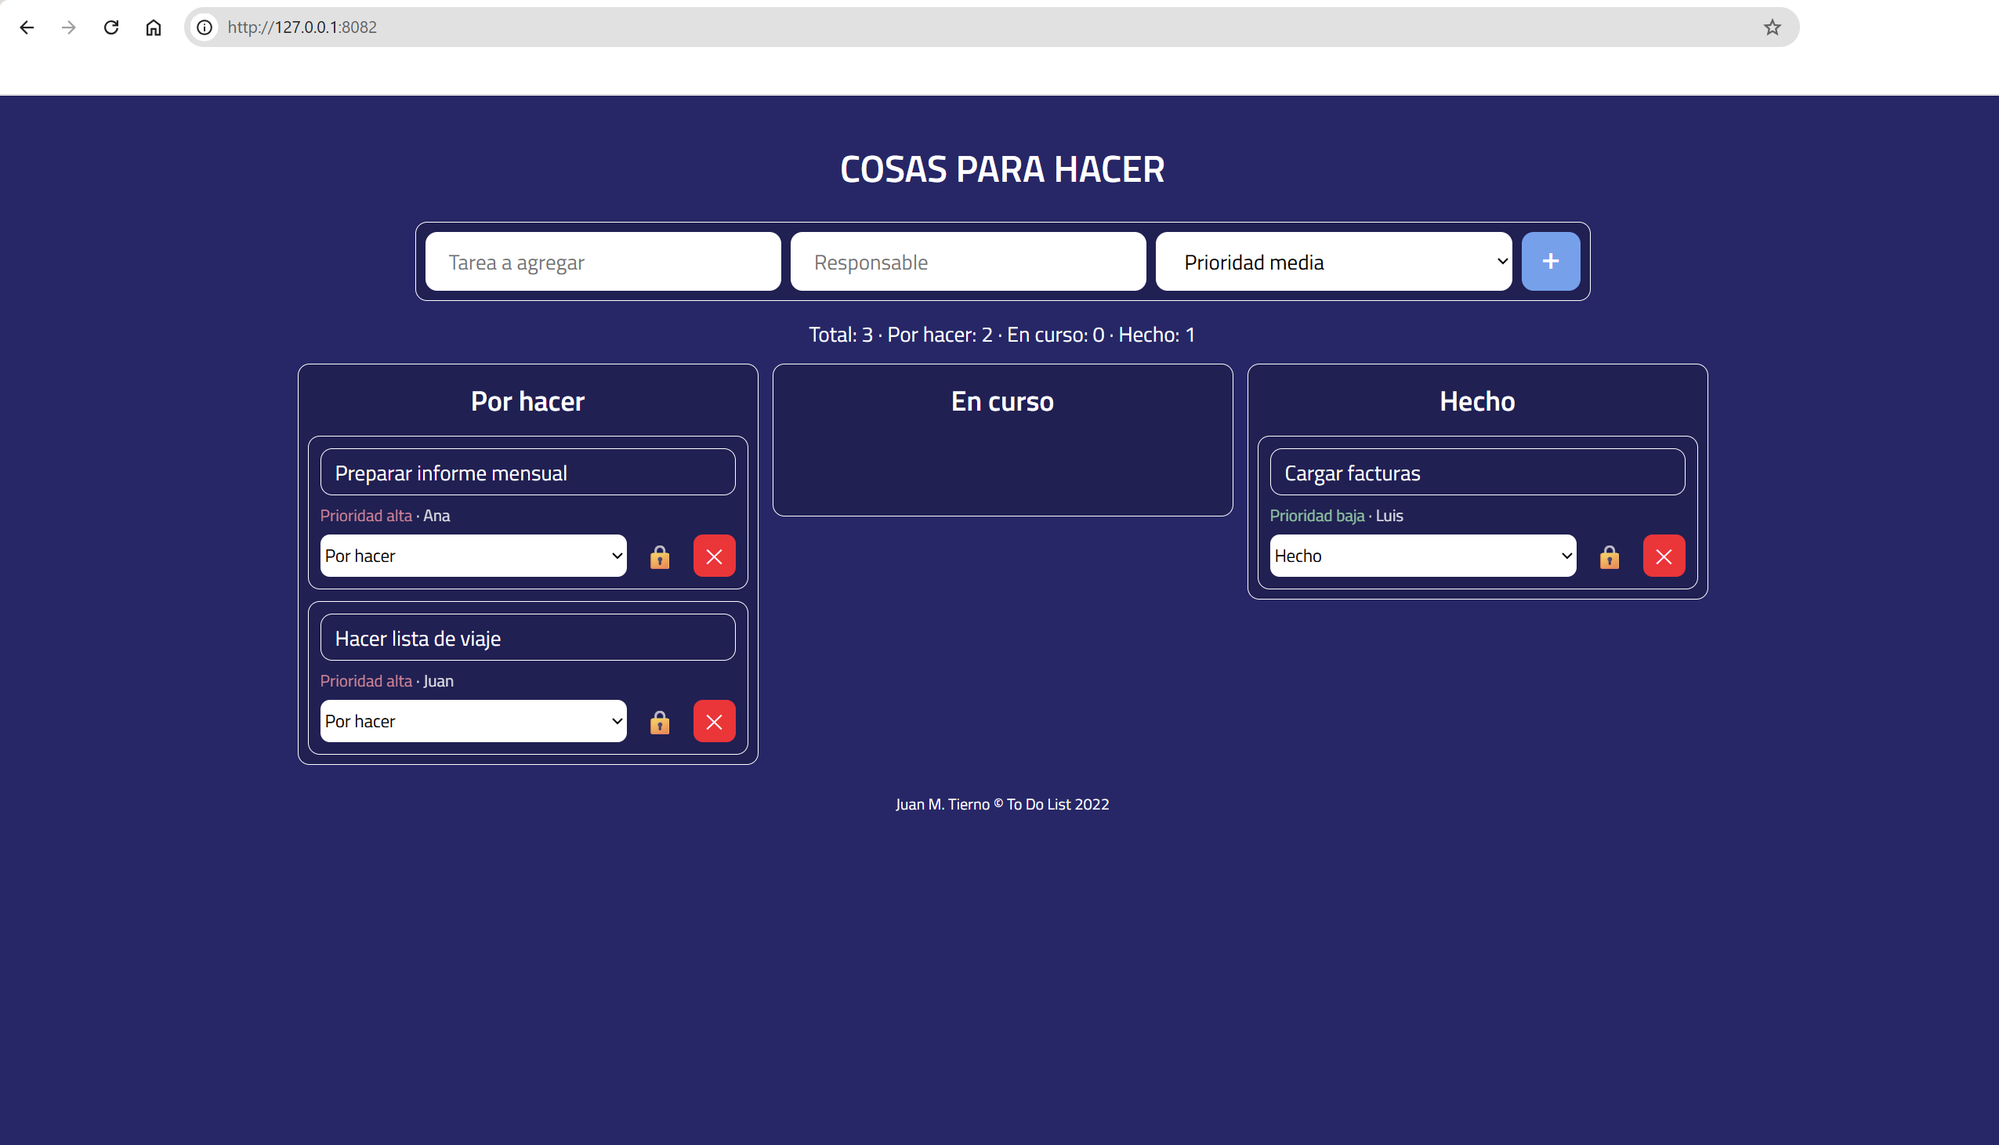 http://127.0.0.1:8082
COSAS PARA HACER
Tarea a agregar
Responsable
Prioridad media
+
Total: 3 · Por hacer: 2 · En curso: 0 · Hecho: 1
Por hacer
Preparar informe mensual
Prioridad alta · Ana
Por hacer
Hacer lista de viaje
Prioridad alta · Juan
Por hacer
En curso
Hecho
Cargar facturas
Prioridad baja · Luis
Hecho
Juan M. Tierno © To Do List 2022